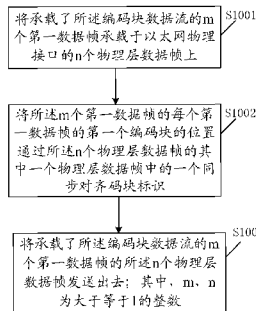 将承载了所述编码块数据流的m
个第一数据帧承载于以太网物理
接口的n个物理层数据帧上
S1001
将所述m个第一数据帧的每个第
一数据帧的第一个编码块的位置
通过所述n个物理层数据帧的其
中一个物理层数据帧中的一个同
步对齐码块标识
S1002
将承载了所述编码块数据流的m
个第一数据帧的所述n个物理层
数据帧发送出去；其中，m、n
为大于等于1的整数
S100